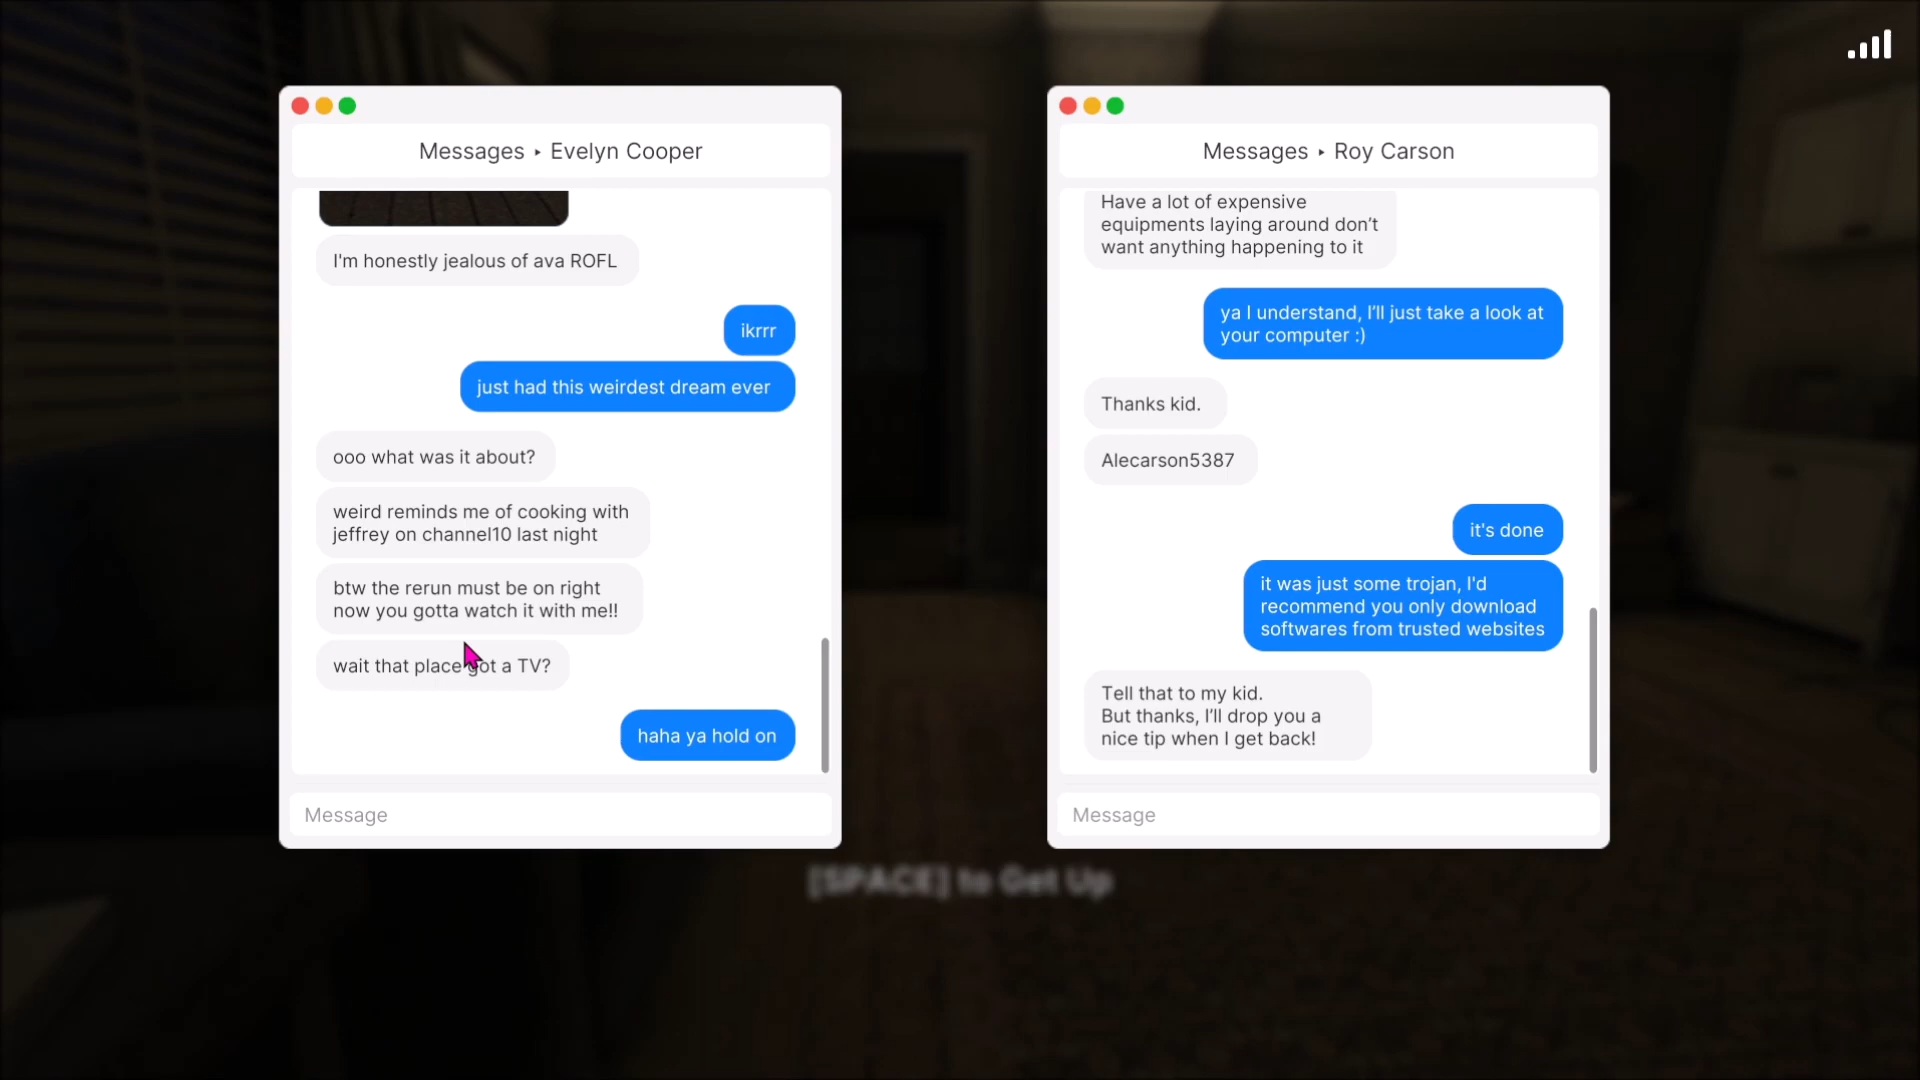 Messages ▸ Evelyn Cooper
I'm honestly jealous of ava ROFL
ikrrr
just had this weirdest dream ever
ooo what was it about?
weird reminds me of cooking with
jeffrey on channel10 last night
btw the rerun must be on right
now you gotta watch it with me!!
wait that place got a TV?
haha ya hold on
Message
Messages ▸ Roy Carson
Have a lot of expensive
equipments laying around don’t
want anything happening to it
ya I understand, I’ll just take a look at
your computer :)
Thanks kid.
Alecarson5387
it's done
it was just some trojan, I'd
recommend you only download
softwares from trusted websites
Tell that to my kid.
But thanks, I’ll drop you a
nice tip when I get back!
Message
[SPACE] to Get Up